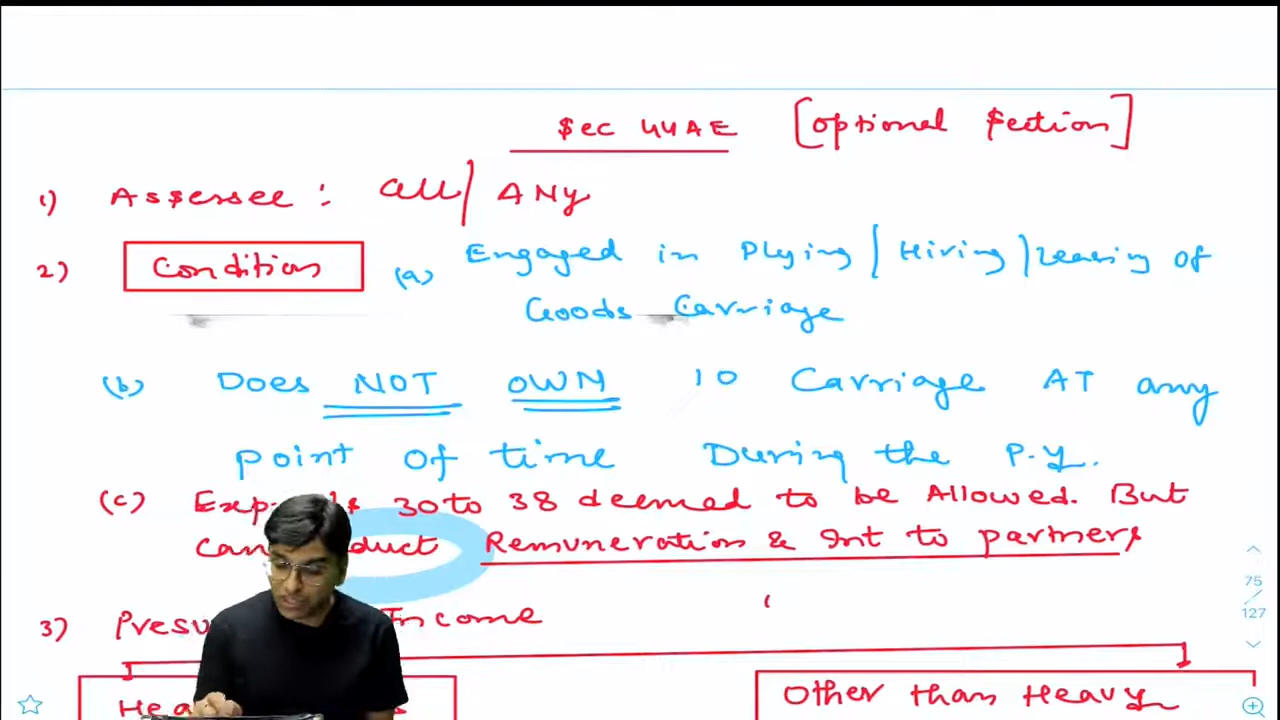 Sec 44AE [Optional Section]
1) Assessee : all / ANY
2) Condition (a) Engaged in Plying / Hiring / Leasing of
Goods Carriage
(b) Does NOT OWN 10 Carriage AT any
point of time During the P.Y.
(c) 30 to 38 deemed to be Allowed. But
Remuneration & Int to partners
3) Income
Other than Heavy
75
127